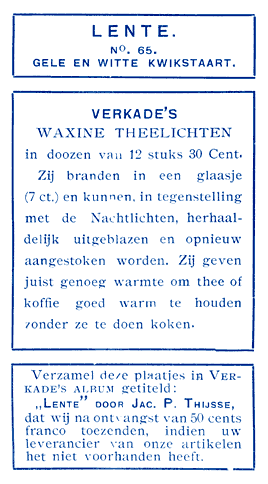 LENTE.
No. 65.
GELE EN WITTE KWIKSTAART.
VERKADE'S
WAXINE THEELICHTEN
in doozen van 12 stuks 30 Cent.
Zij branden in een glaasje
(7 ct.) en kunnen, in tegenstelling
met de Nachtlichten, herhaal-
delijk uitgeblazen en opnieuw
aangestoken worden. Zij geven
juist genoeg warmte om thee of
koffie goed warm te houden
zonder ze te doen koken.
Verzamel deze plaatjes in VER-
KADE'S ALBUM getiteld:
„LENTE" DOOR JAC. P. THIJSSE,
dat wij na ontvangst van 50 cents
franco toezenden, indien uw
leverancier van onze artikelen
het niet voorhanden heeft.